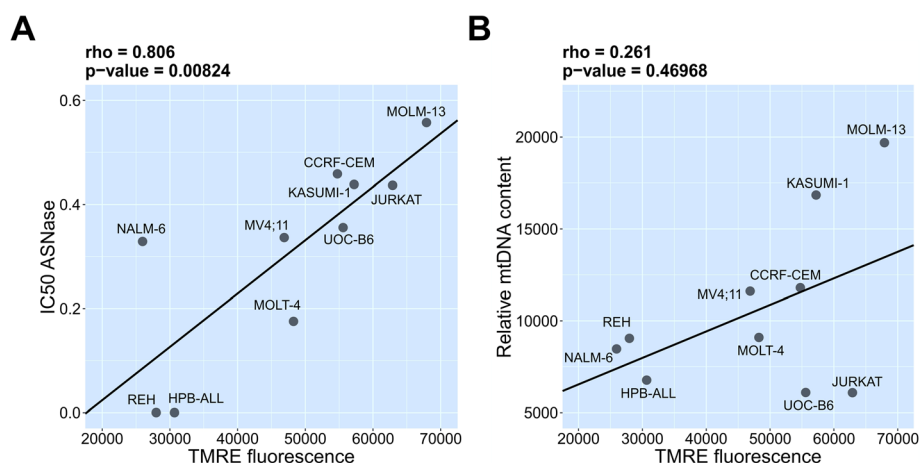 A
rho = 0.806
p−value = 0.00824
IC50 ASNase
0.6
0.4
0.2
0.0
MOLM-13
CCRF-CEM
KASUMI-1
JURKAT
NALM-6
MV4;11
UOC-B6
MOLT-4
REH
HPB-ALL
20000 30000 40000 50000 60000 70000
TMRE fluorescence
B
rho = 0.261
p−value = 0.46968
Relative mtDNA content
20000
15000
10000
5000
MOLM-13
KASUMI-1
CCRF-CEM
MV4;11
REH
NALM-6
MOLT-4
HPB-ALL
JURKAT
UOC-B6
20000 30000 40000 50000 60000 70000
TMRE fluorescence